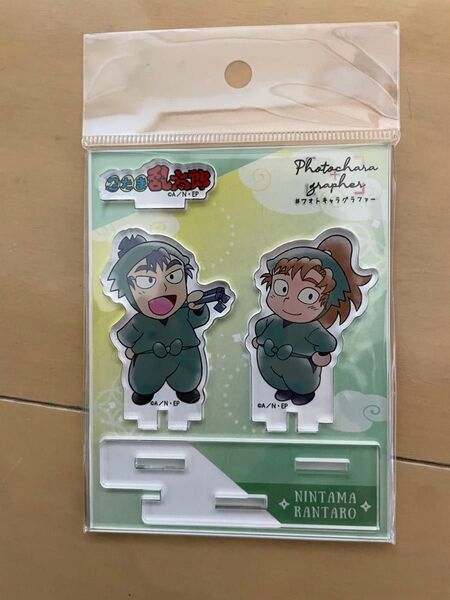 忍たま乱太郎
©A/N・EP
Photochara
grapher
#フォトキャラグラファー
©A/N・EP
©A/N・EP
NINTAMA
RANTARO